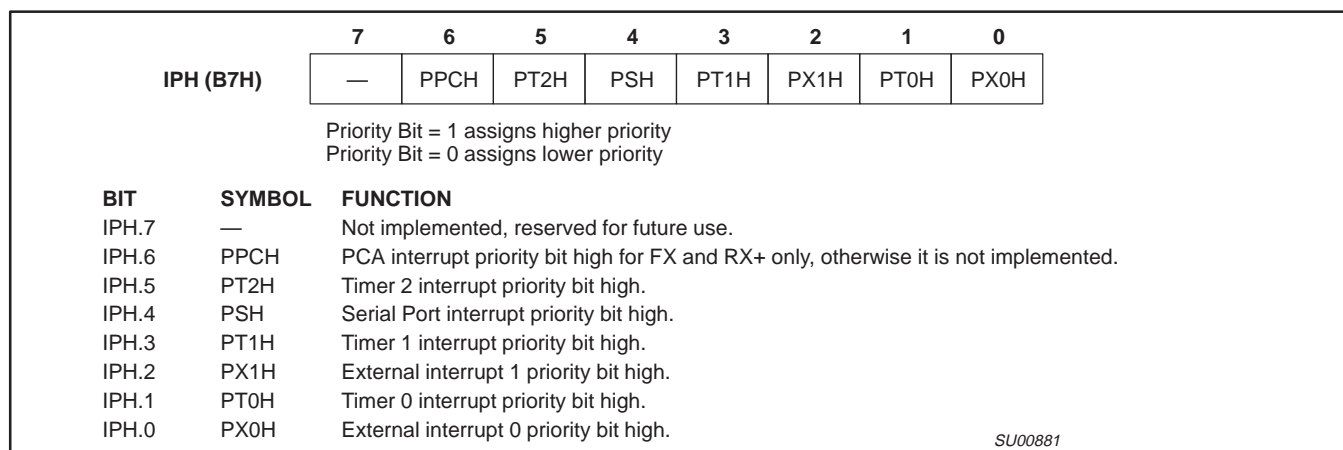 7 6 5 4 3 2 1 0
IPH (B7H) — PPCH PT2H PSH PT1H PX1H PT0H PX0H
Priority Bit = 1 assigns higher priority
Priority Bit = 0 assigns lower priority
BIT SYMBOL FUNCTION
IPH.7 — Not implemented, reserved for future use.
IPH.6 PPCH PCA interrupt priority bit high for FX and RX+ only, otherwise it is not implemented.
IPH.5 PT2H Timer 2 interrupt priority bit high.
IPH.4 PSH Serial Port interrupt priority bit high.
IPH.3 PT1H Timer 1 interrupt priority bit high.
IPH.2 PX1H External interrupt 1 priority bit high.
IPH.1 PT0H Timer 0 interrupt priority bit high.
IPH.0 PX0H External interrupt 0 priority bit high.
SU00881